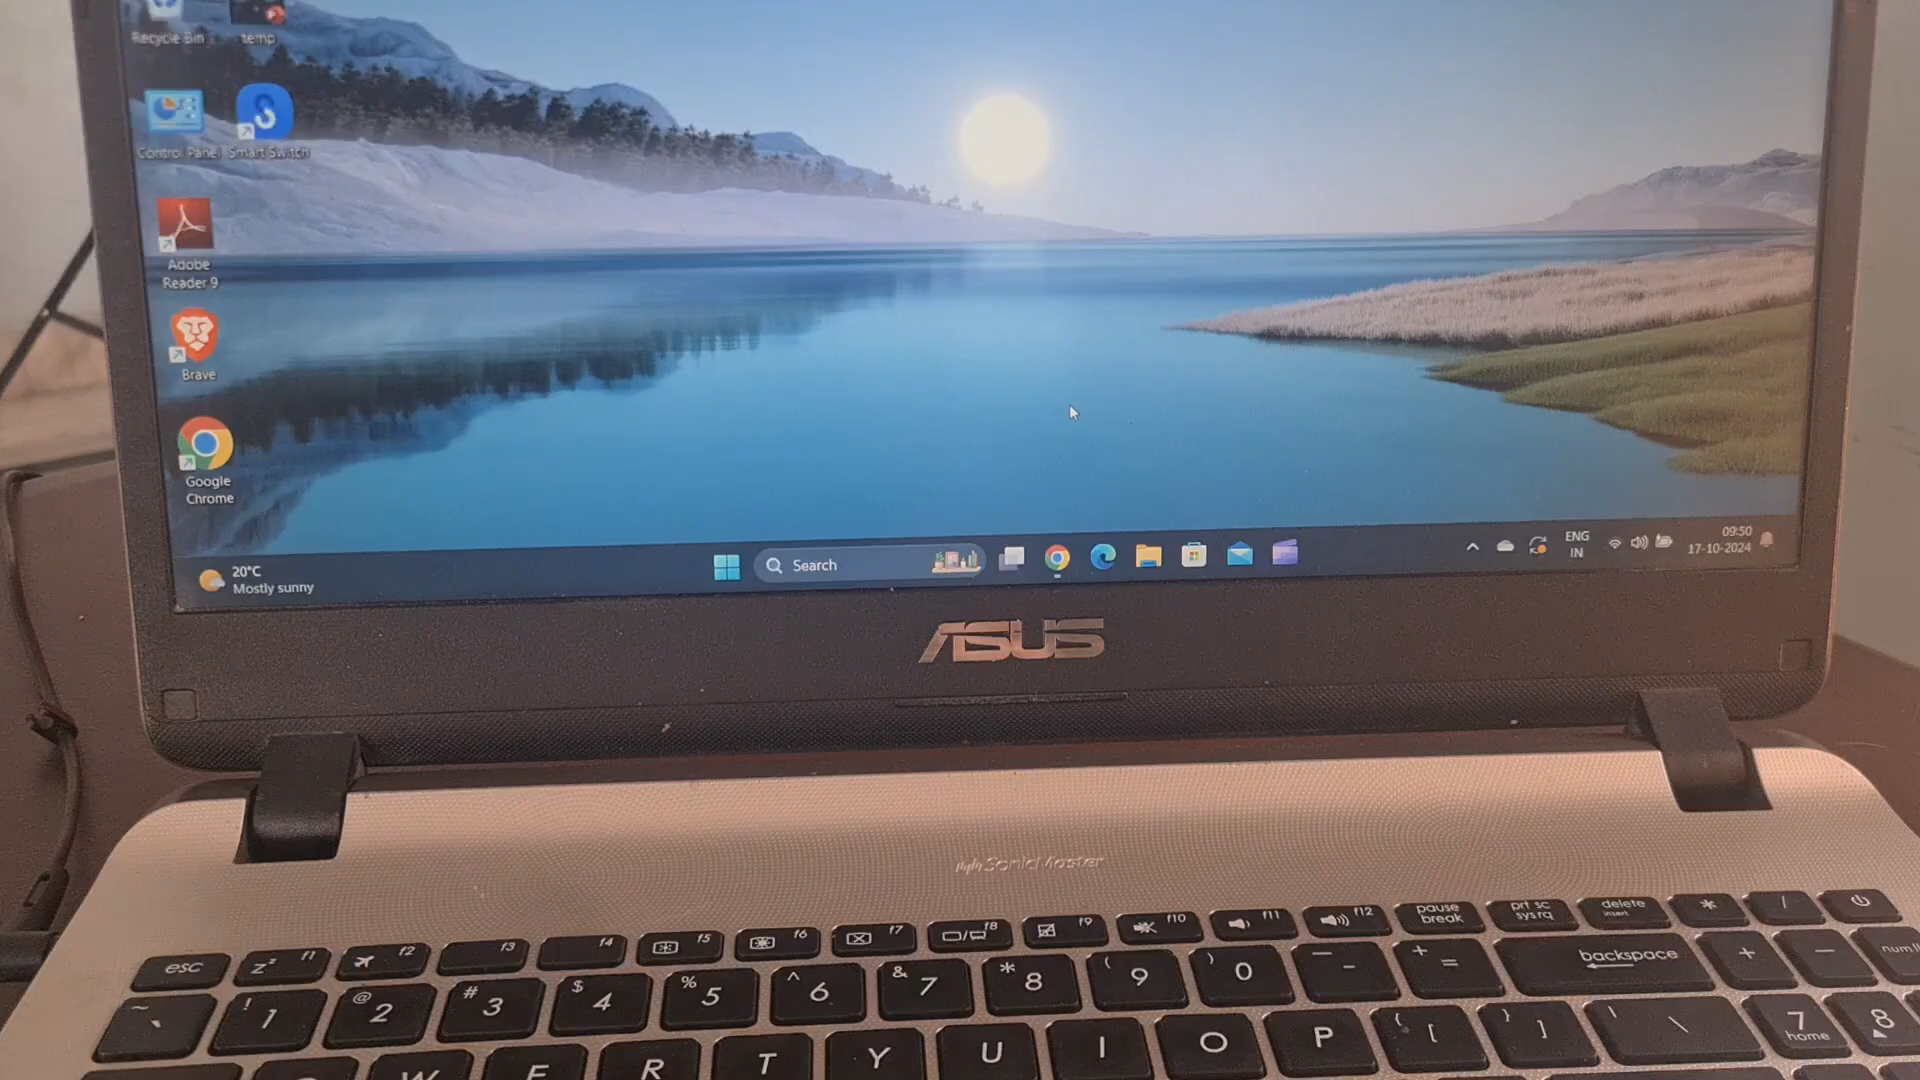 Recycle Bin
temp
Control Panel
Smart Switch
Adobe
Reader 9
Brave
Google
Chrome
20°C
Mostly sunny
Search
ENG
IN
09:50
17-10-2024
ASUS
SonicMaster
esc
z² f1
f2
f3
f4
f5
f6
f7
f8
f9
f10
f11
f12
pause
break
prt sc
sysrq
delete
insert
*
/
~ `
! 1
@ 2
# 3
$ 4
% 5
^ 6
& 7
* 8
( 9
) 0
_ -
+ =
backspace
+
-
W
E
R
T
Y
U
I
O
P
{ [
} ]
| \
7
home
8